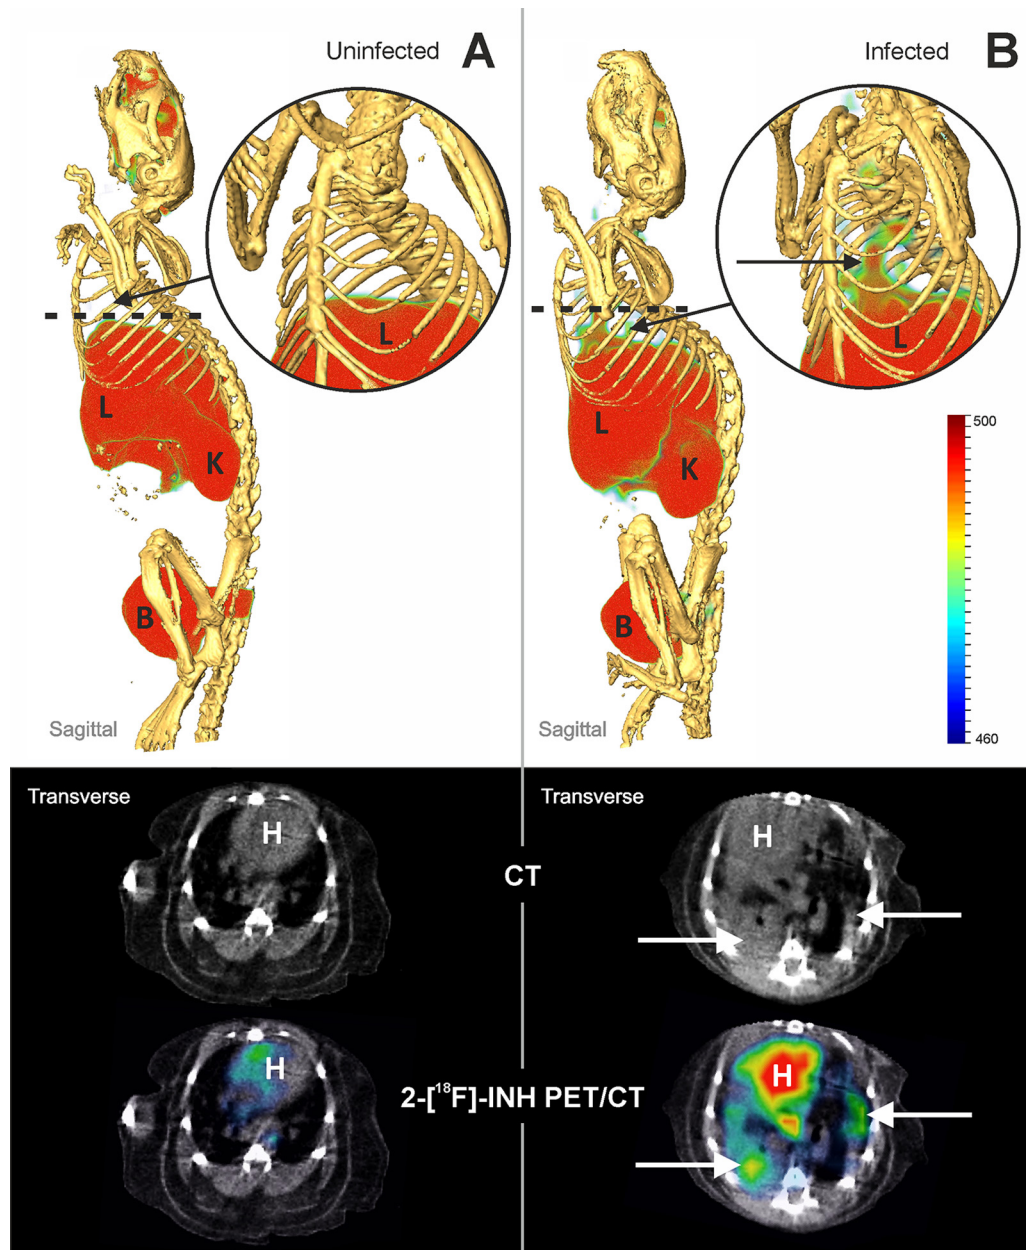 Uninfected A
Infected B
L
L
L
L
K
K
500
460
B
B
Sagittal
Sagittal
Transverse
Transverse
H
H
CT
H
H
2-[¹⁸F]-INH PET/CT